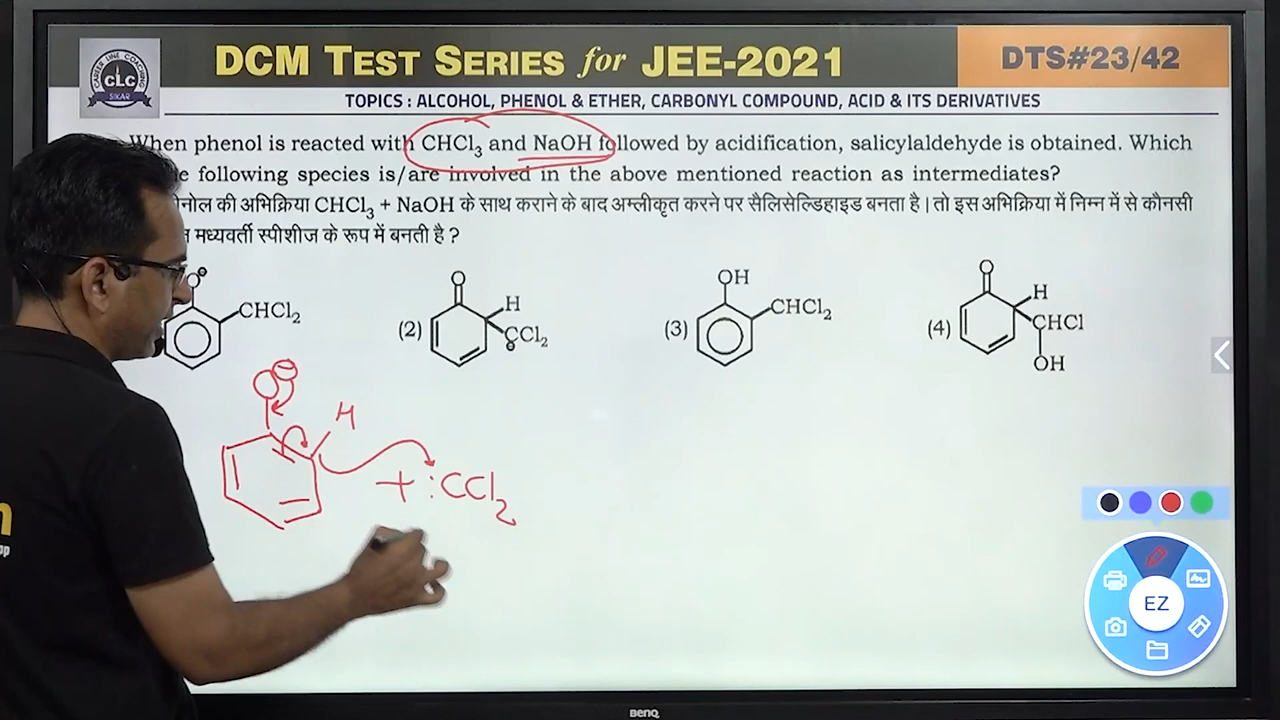 CAREER LINE COACHING
CLC
SIKAR
DCM TEST SERIES for JEE-2021
DTS#23/42
TOPICS : ALCOHOL, PHENOL & ETHER, CARBONYL COMPOUND, ACID & ITS DERIVATIVES
When phenol is reacted with CHCl₃ and NaOH followed by acidification, salicylaldehyde is obtained. Which
following species is/are involved in the above mentioned reaction as intermediates?
की अभिक्रिया CHCl₃ + NaOH के साथ कराने के बाद अम्लीकृत करने पर सैलिसेल्डिहाइड बनता है। तो इस अभिक्रिया में निम्न में से कौनसी
मध्यवर्ती स्पीशीज के रूप में बनती है ?
O
CHCl₂
(2)
O
H
CCl₂
(3)
OH
CHCl₂
(4)
O
H
CHCl
OH
O
H
+ :CCl₂
EZ
BENQ